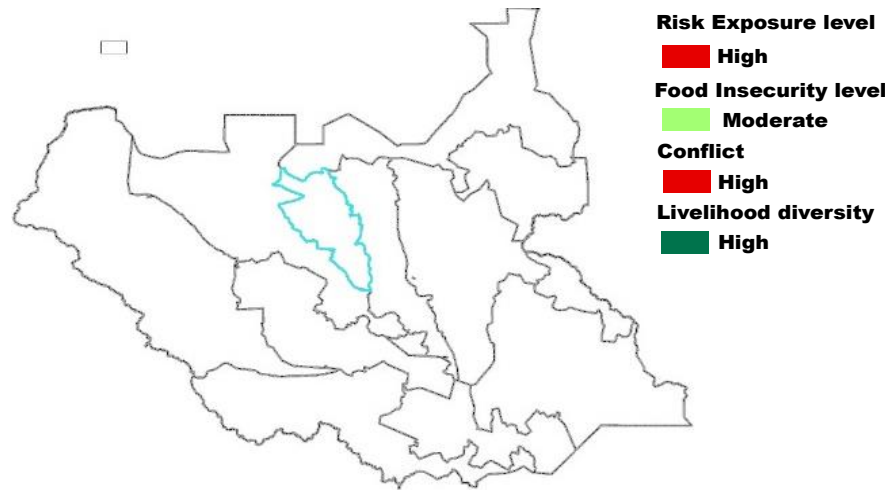 Risk Exposure level
High
Food Insecurity level
Moderate
Conflict
High
Livelihood diversity
High